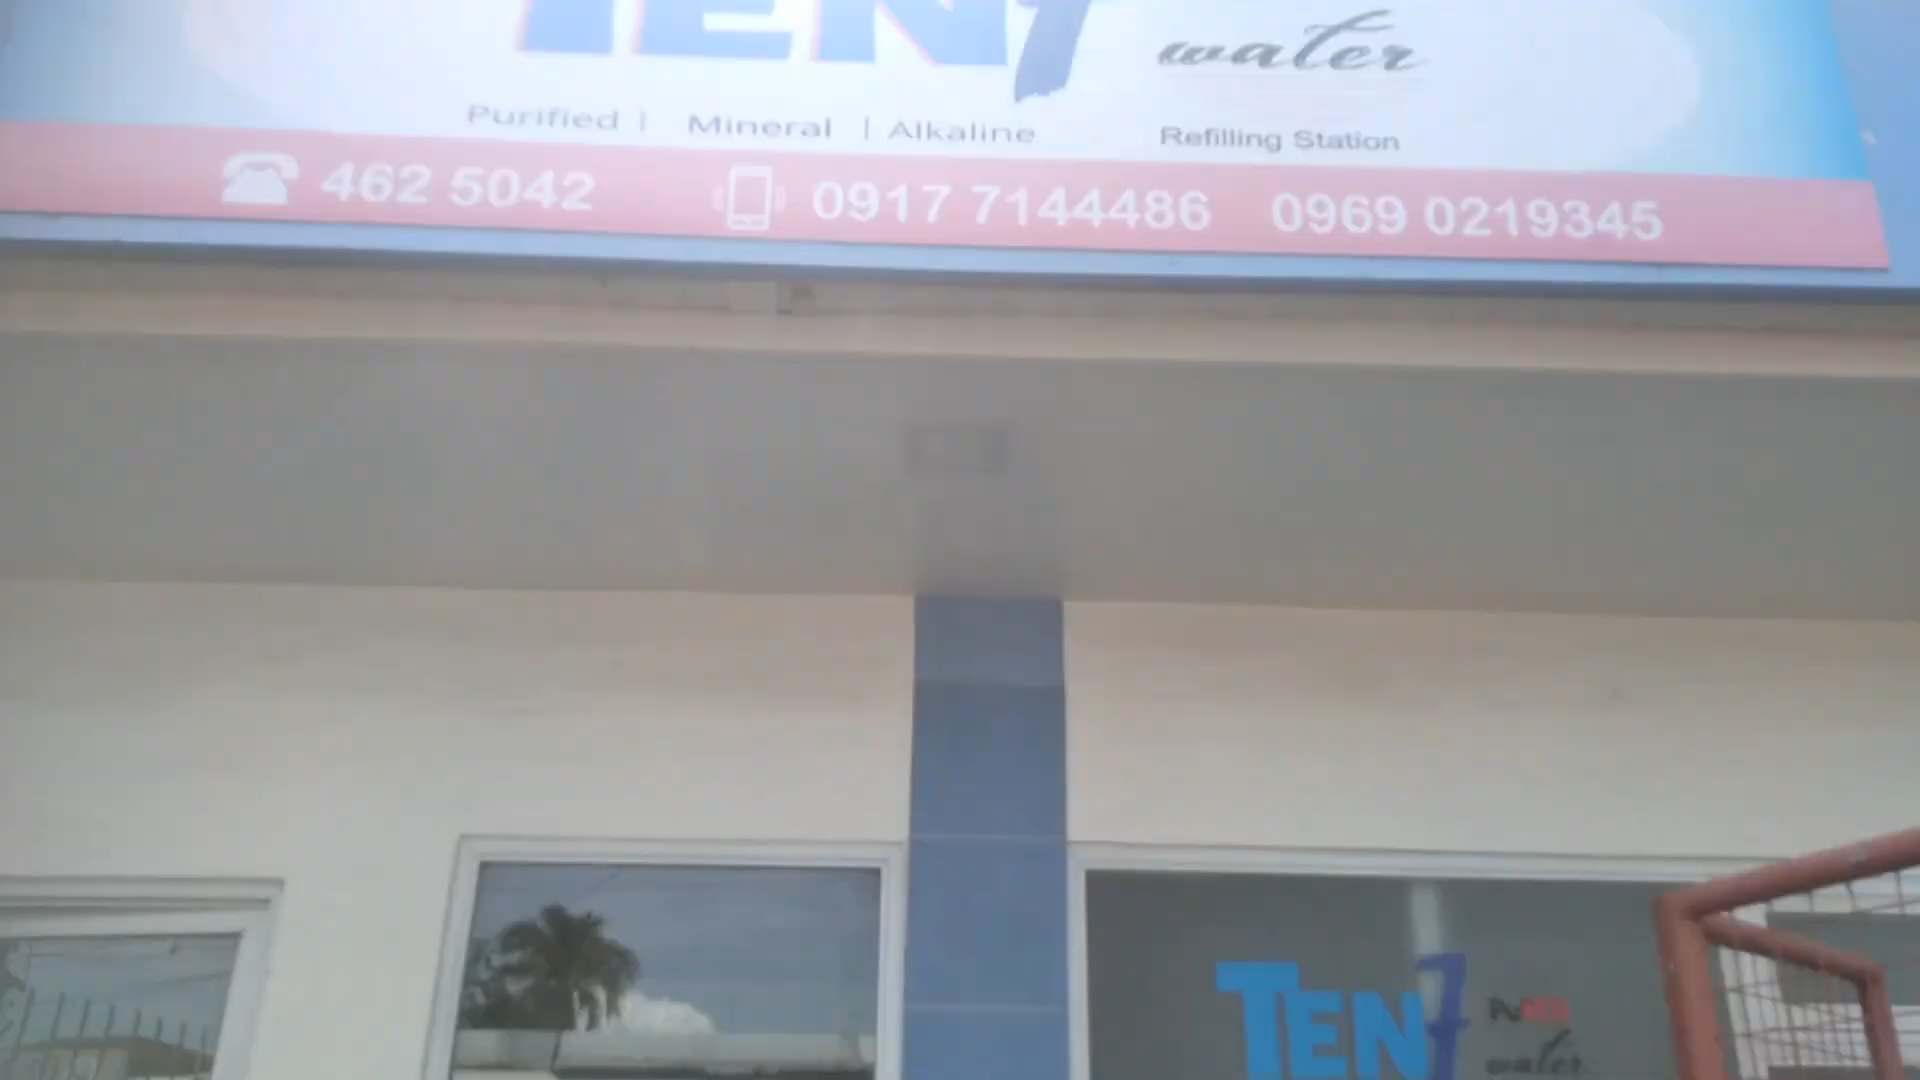 TEN7 water
Purified | Mineral | Alkaline Refilling Station
462 5042 0917 7144486 0969 0219345
TEN7
water